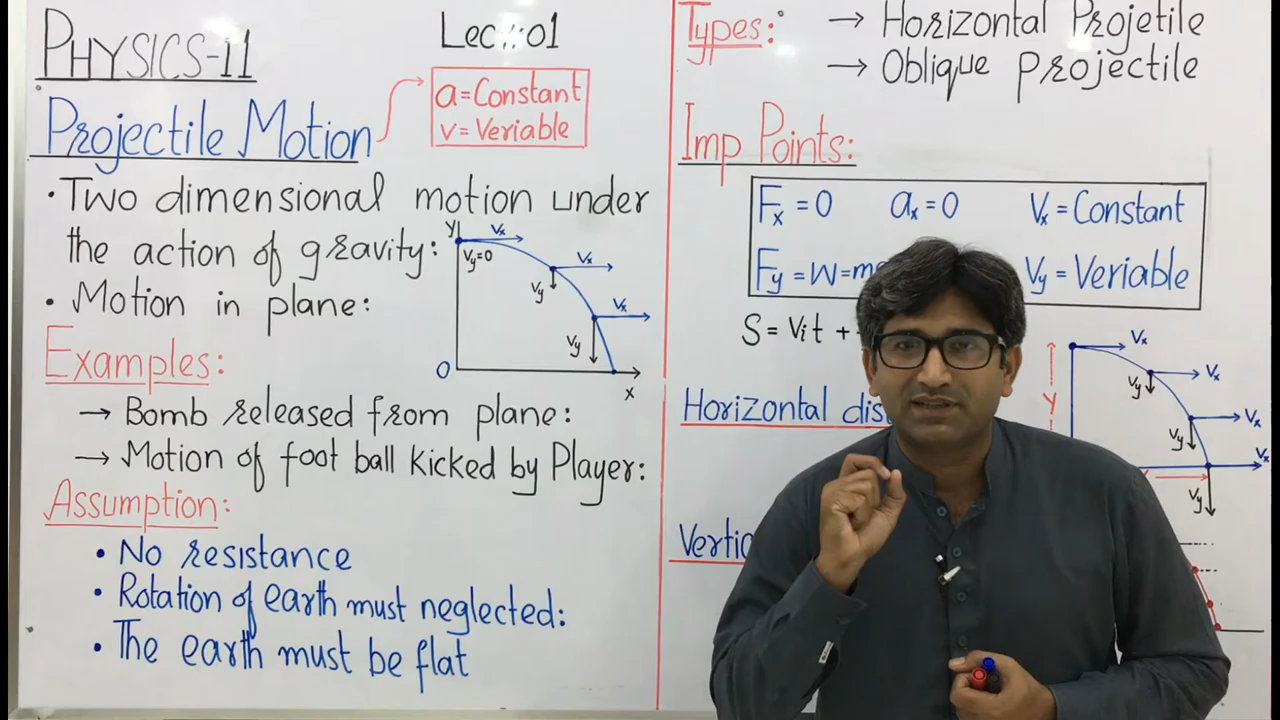 PHYSICS-11
Lec#:01
Projectile Motion
a=Constant
v=Veriable
• Two dimensional motion under
the action of gravity:
• Motion in plane:
Y
Vx
Vy=0
Vx
Vy
Vx
Vy
O
X
Examples:
→ Bomb released from plane:
→ Motion of foot ball kicked by Player:
Assumption:
• No resistance
• Rotation of earth must neglected:
• The earth must be flat
Types:
→ Horizontal Projetile
→ Oblique projectile
Imp Points:
Fx = 0 ax = 0 Vx = Constant
Fy = W = Vy = Veriable
S = Vit +
Horizontal
Y
Vx
Vy
Vx
Vy
Vx
Vx
Vy